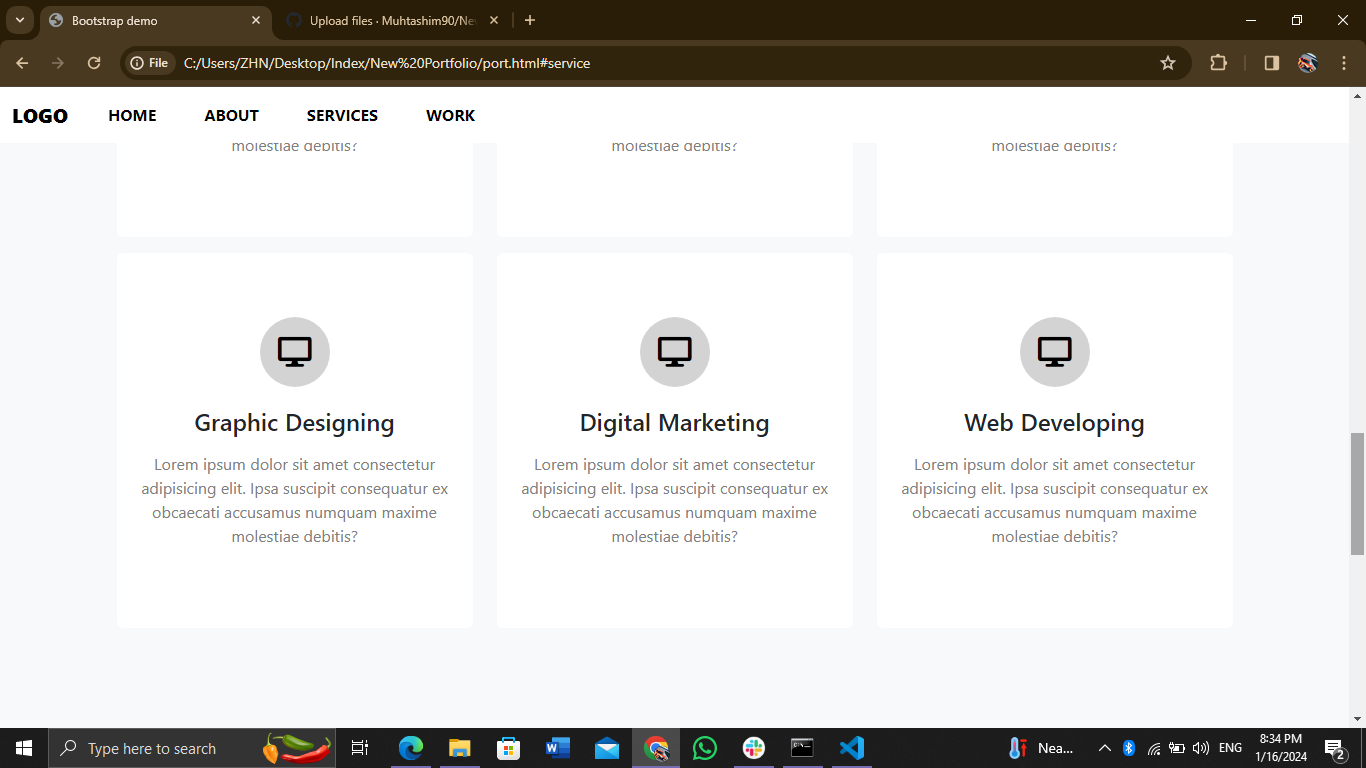 Bootstrap demo
Upload files · Muhtashim90/Ne
File C:/Users/ZHN/Desktop/Index/New%20Portfolio/port.html#service
LOGO HOME ABOUT SERVICES WORK
molestiae debitis? molestiae debitis? molestiae debitis?
Graphic Designing
Lorem ipsum dolor sit amet consectetur
adipisicing elit. Ipsa suscipit consequatur ex
obcaecati accusamus numquam maxime
molestiae debitis?
Digital Marketing
Lorem ipsum dolor sit amet consectetur
adipisicing elit. Ipsa suscipit consequatur ex
obcaecati accusamus numquam maxime
molestiae debitis?
Web Developing
Lorem ipsum dolor sit amet consectetur
adipisicing elit. Ipsa suscipit consequatur ex
obcaecati accusamus numquam maxime
molestiae debitis?
Type here to search
Nea...
ENG
8:34 PM
1/16/2024
2